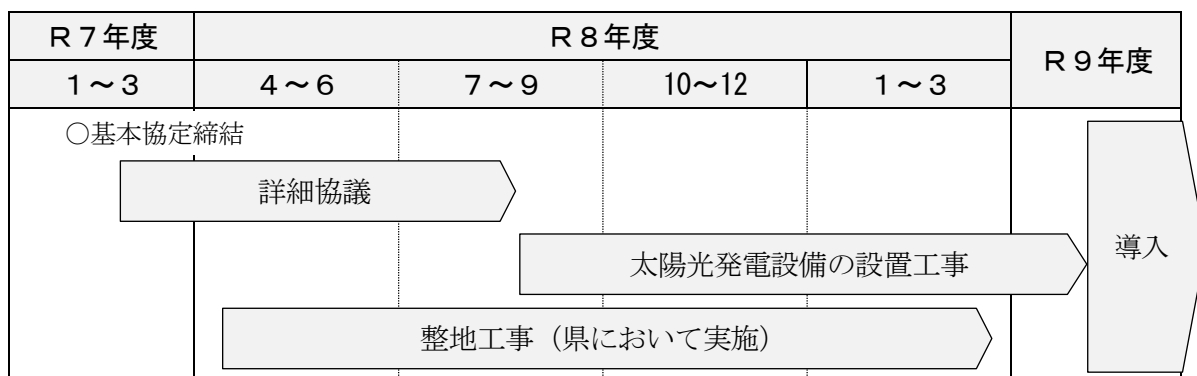 R7年度
R8年度
R9年度
1～3
4～6
7～9
10～12
1～3
○基本協定締結
詳細協議
太陽光発電設備の設置工事
導入
整地工事（県において実施）